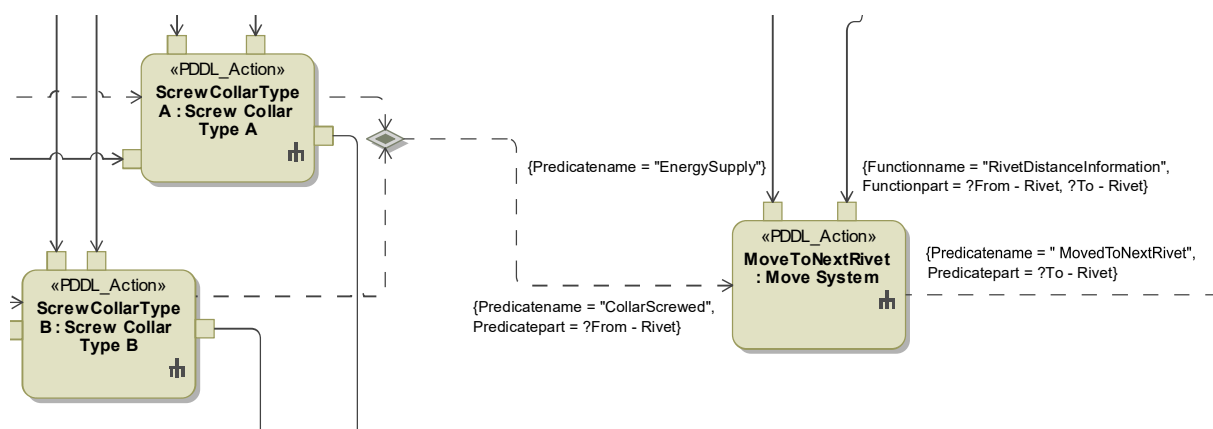 «PDDL_Action»
ScrewCollarType
A : Screw Collar
Type A
{Predicatename = "EnergySupply"}
{Functionname = "RivetDistanceInformation",
Functionpart = ?From - Rivet, ?To - Rivet}
«PDDL_Action»
MoveToNextRivet
: Move System
{Predicatename = " MovedToNextRivet",
Predicatepart = ?To - Rivet}
«PDDL_Action»
ScrewCollarType
B : Screw Collar
Type B
{Predicatename = "CollarScrewed",
Predicatepart = ?From - Rivet}